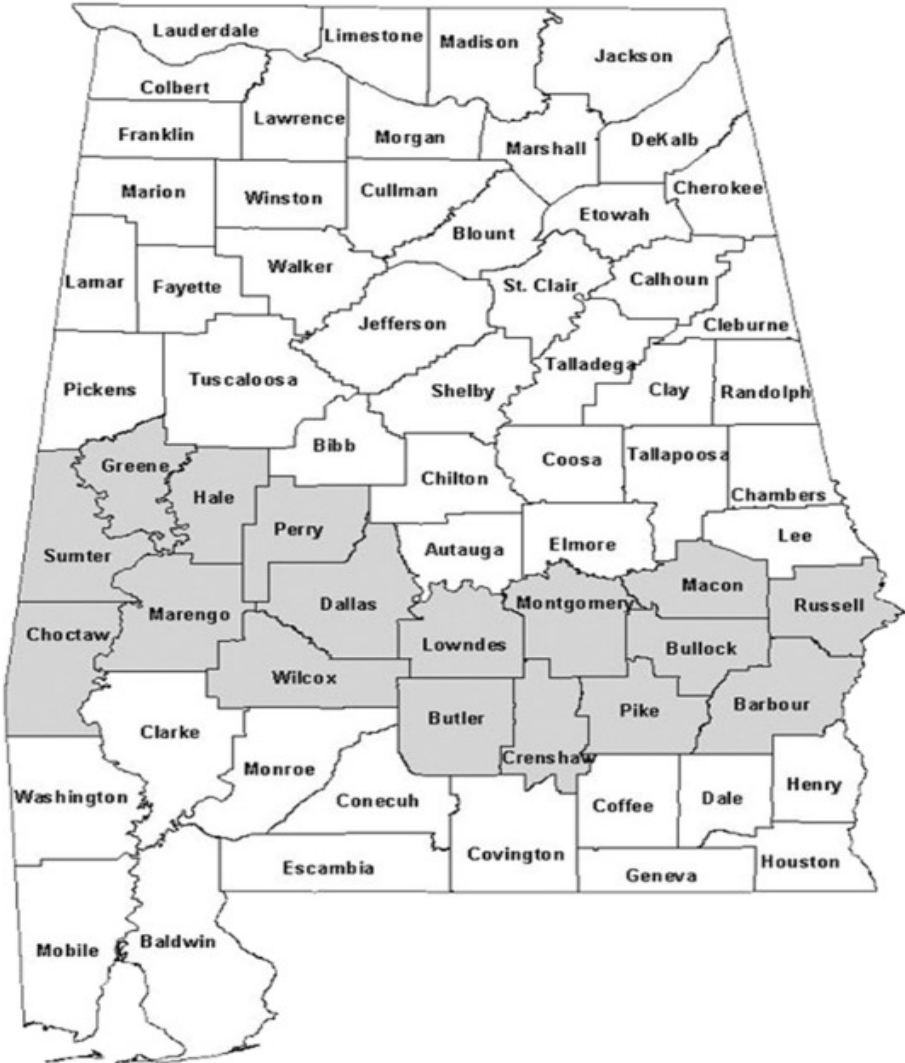 Lauderdale
Limestone
Madison
Jackson
Colbert
Lawrence
Franklin
Morgan
Marshall
DeKalb
Marion
Winston
Cullman
Cherokee
Blount
Etowah
Lamar
Fayette
Walker
St. Clair
Calhoun
Jefferson
Cleburne
Pickens
Tuscaloosa
Shelby
Talladega
Clay
Randolph
Greene
Bibb
Chilton
Coosa
Tallapoosa
Hale
Chambers
Sumter
Perry
Autauga
Elmore
Lee
Choctaw
Marengo
Dallas
Lowndes
Montgomery
Macon
Russell
Bullock
Wilcox
Butler
Crenshaw
Pike
Barbour
Clarke
Monroe
Washington
Conecuh
Coffee
Dale
Henry
Escambia
Covington
Geneva
Houston
Mobile
Baldwin